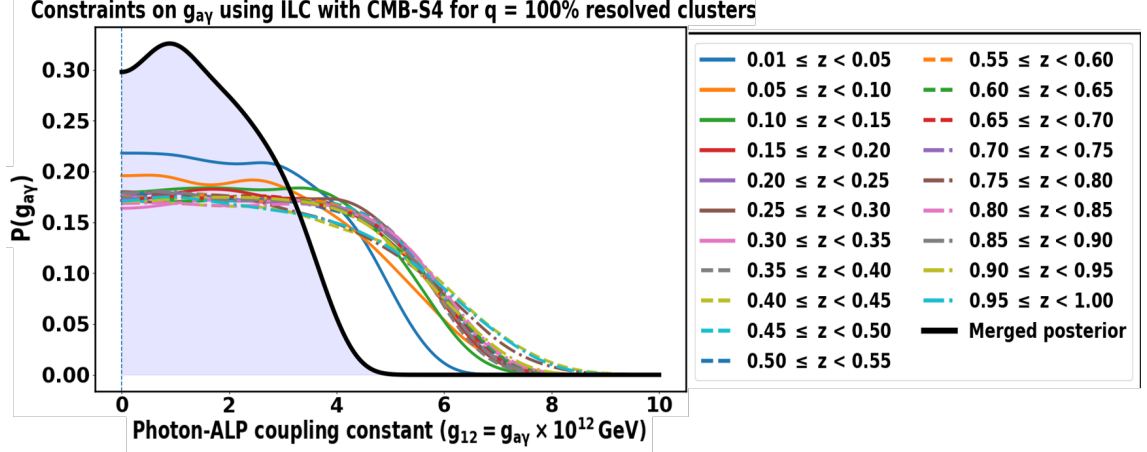 Constraints on gaγ using ILC with CMB-S4 for q = 100% resolved clusters
P(gaγ)
0.30
0.25
0.20
0.15
0.10
0.05
0.00
0 2 4 6 8 10
Photon-ALP coupling constant (g12 = gaγ × 10^12 GeV)
0.01 ≤ z < 0.05
0.05 ≤ z < 0.10
0.10 ≤ z < 0.15
0.15 ≤ z < 0.20
0.20 ≤ z < 0.25
0.25 ≤ z < 0.30
0.30 ≤ z < 0.35
0.35 ≤ z < 0.40
0.40 ≤ z < 0.45
0.45 ≤ z < 0.50
0.50 ≤ z < 0.55
0.55 ≤ z < 0.60
0.60 ≤ z < 0.65
0.65 ≤ z < 0.70
0.70 ≤ z < 0.75
0.75 ≤ z < 0.80
0.80 ≤ z < 0.85
0.85 ≤ z < 0.90
0.90 ≤ z < 0.95
0.95 ≤ z < 1.00
Merged posterior